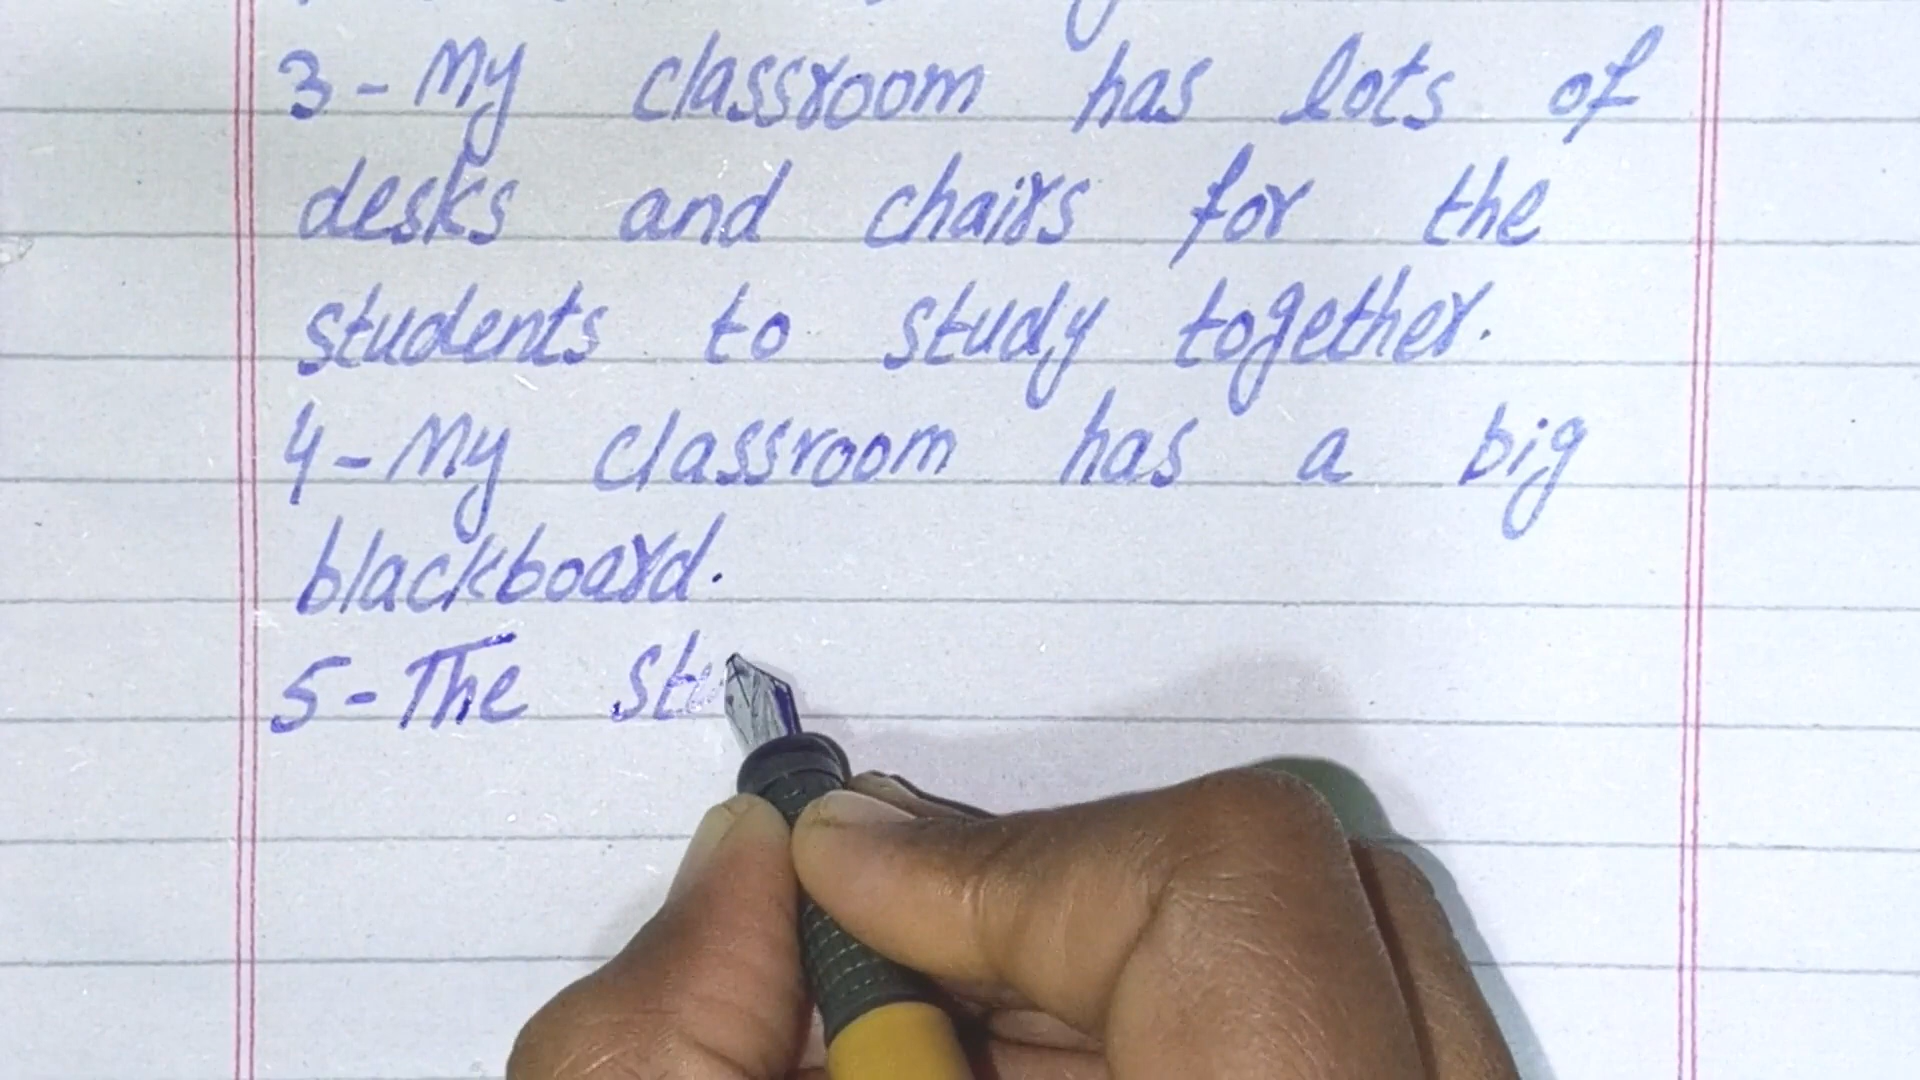 3 - My classroom has lots of
desks and chairs for the
students to study together.
4 - My classroom has a big
blackboard.
5 - The